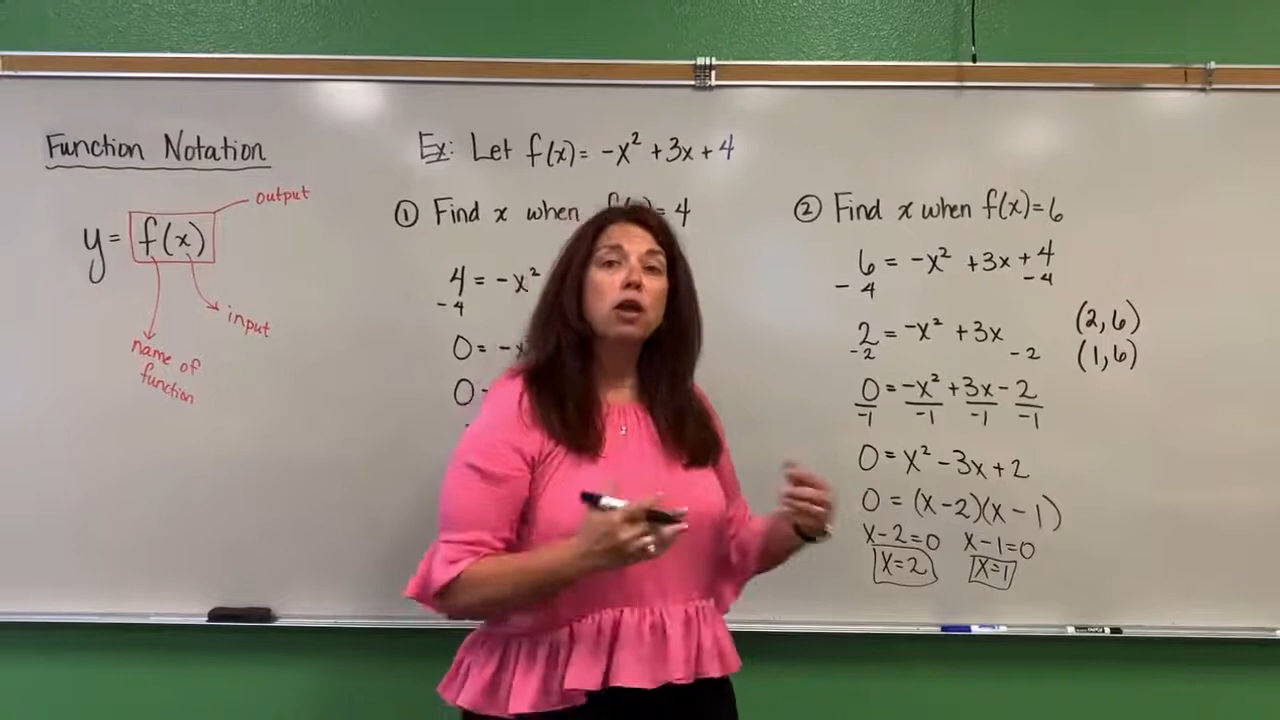 Function Notation
output
y = f(x)
input
name of
function
Ex: Let f(x) = -x² + 3x + 4
① Find x when f(x) = 4
4 = -x²
-4
0 = -x²
0
② Find x when f(x) = 6
6 = -x² + 3x + 4
-4 -4
2 = -x² + 3x
-2 -2
0 = -x² + 3x - 2
-1 -1 -1 -1
0 = x² - 3x + 2
0 = (x - 2)(x - 1)
x - 2 = 0 x - 1 = 0
x = 2 x = 1
(2, 6)
(1, 6)